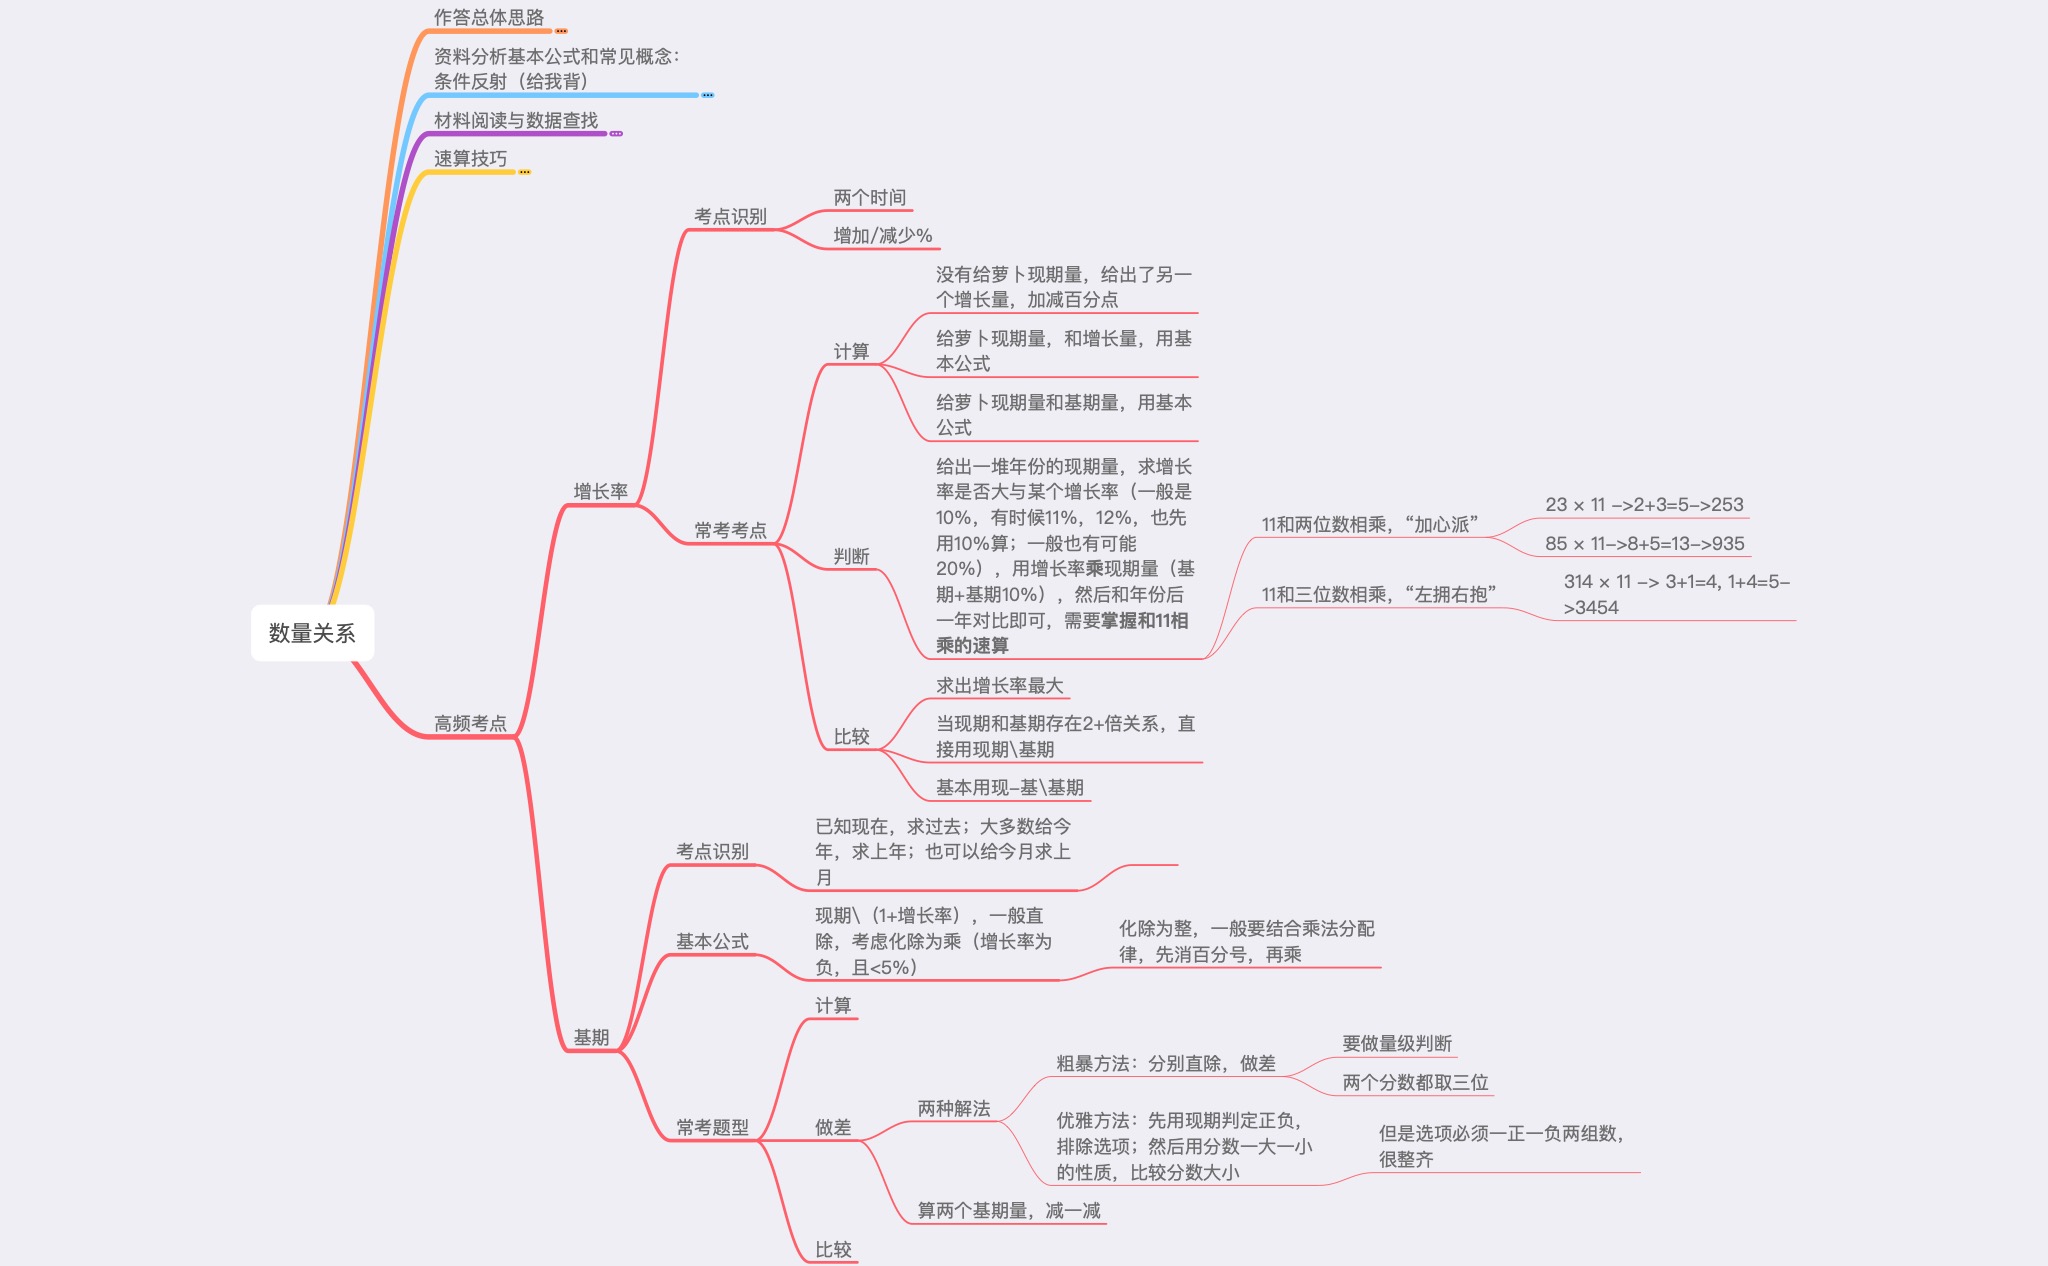 作答总体思路
资料分析基本公式和常见概念：
条件反射（给我背）
材料阅读与数据查找
速算技巧
数量关系
高频考点
增长率
考点识别
两个时间
增加/减少%
常考考点
计算
没有给萝卜现期量，给出了另一
个增长量，加减百分点
给萝卜现期量，和增长量，用基
本公式
给萝卜现期量和基期量，用基本
公式
判断
给出一堆年份的现期量，求增长
率是否大与某个增长率（一般是
10%，有时候11%，12%，也先
用10%算；一般也有可能
20%），用增长率乘现期量（基
期+基期10%），然后和年份后
一年对比即可，需要掌握和11相
乘的速算
11和两位数相乘，“加心派”
23 × 11 –>2+3=5–>253
85 × 11–>8+5=13–>935
11和三位数相乘，“左拥右抱”
314 × 11 –> 3+1=4, 1+4=5–
>3454
比较
求出增长率最大
当现期和基期存在2+倍关系，直
接用现期\基期
基本用现–基\基期
基期
考点识别
已知现在，求过去；大多数给今
年，求上年；也可以给今月求上
月
基本公式
现期\（1+增长率），一般直
除，考虑化除为乘（增长率为
负，且<5%）
化除为整，一般要结合乘法分配
律，先消百分号，再乘
常考题型
计算
做差
两种解法
粗暴方法：分别直除，做差
要做量级判断
两个分数都取三位
优雅方法：先用现期判定正负，
排除选项；然后用分数一大一小
的性质，比较分数大小
但是选项必须一正一负两组数，
很整齐
算两个基期量，减一减
比较